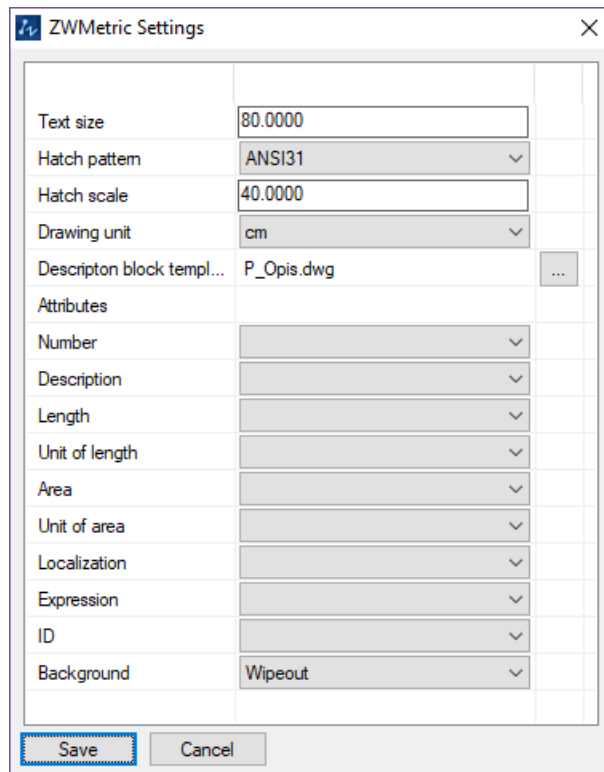 ZWMetric Settings
Text size 80.0000
Hatch pattern ANSI31
Hatch scale 40.0000
Drawing unit cm
Descripton block templ... P_Opis.dwg ...
Attributes
Number
Description
Length
Unit of length
Area
Unit of area
Localization
Expression
ID
Background Wipeout
Save Cancel